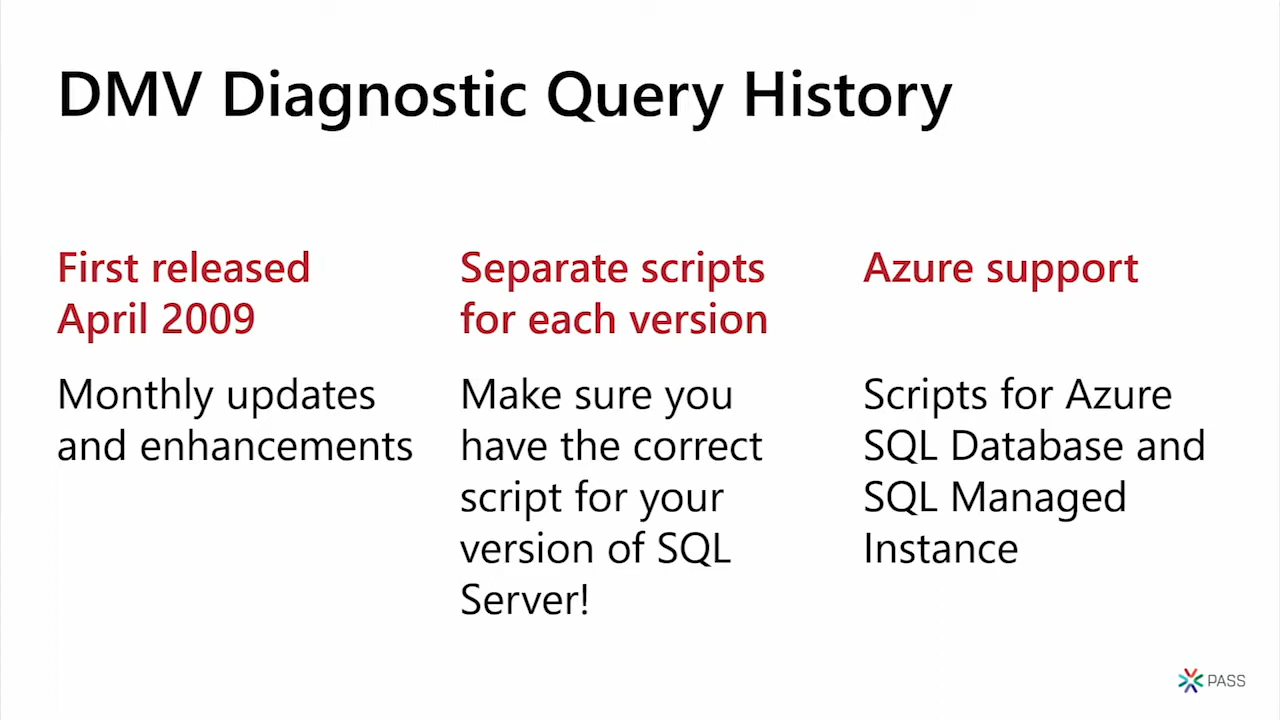 DMV Diagnostic Query History
First released
April 2009
Monthly updates
and enhancements
Separate scripts
for each version
Make sure you
have the correct
script for your
version of SQL
Server!
Azure support
Scripts for Azure
SQL Database and
SQL Managed
Instance
PASS